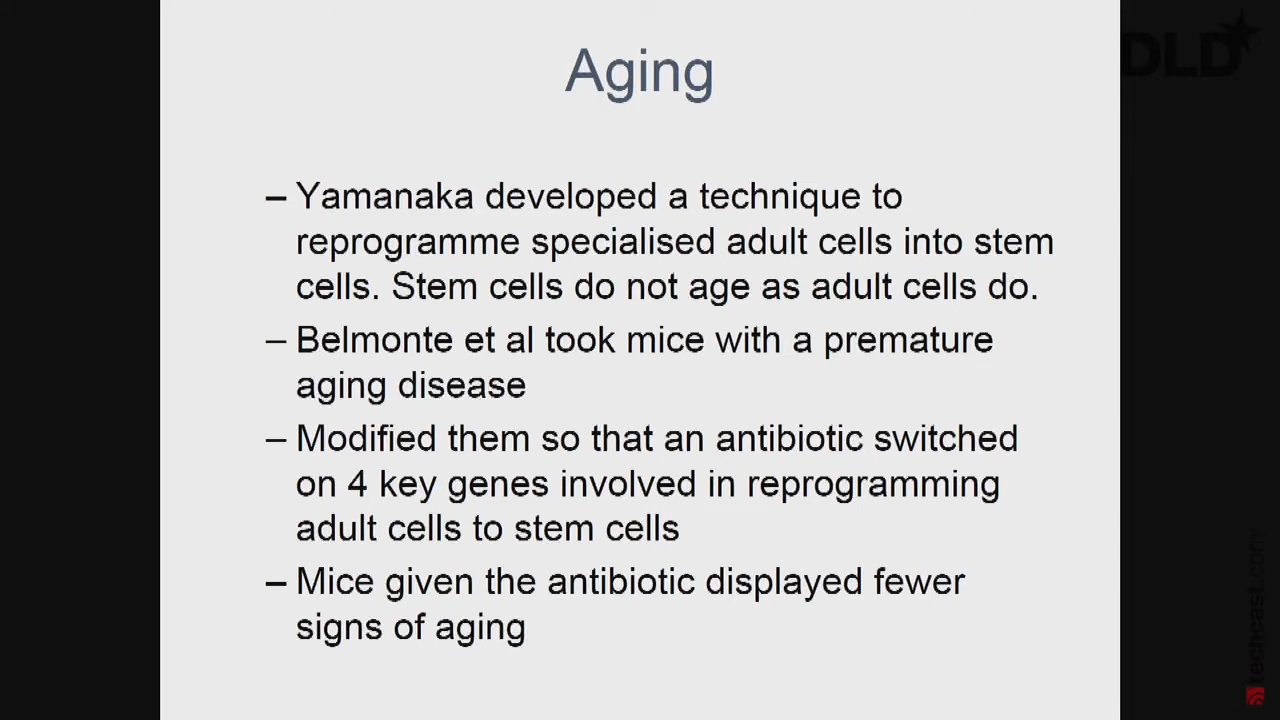 Aging
– Yamanaka developed a technique to
reprogramme specialised adult cells into stem
cells. Stem cells do not age as adult cells do.
– Belmonte et al took mice with a premature
aging disease
– Modified them so that an antibiotic switched
on 4 key genes involved in reprogramming
adult cells to stem cells
– Mice given the antibiotic displayed fewer
signs of aging
DLD
techcast.com